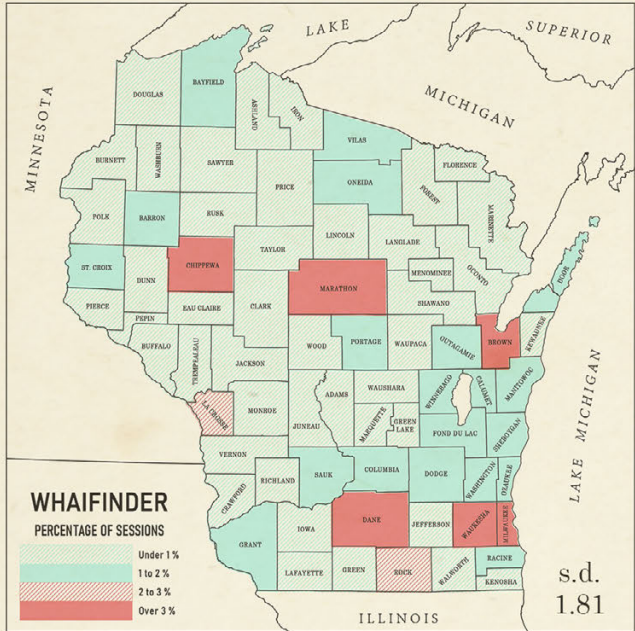 LAKE
SUPERIOR
MINNESOTA
MICHIGAN
DOUGLAS
BAYFIELD
ASHLAND
IRON
VILAS
FLORENCE
BURNETT
WASHBURN
SAWYER
PRICE
ONEIDA
FOREST
MARINETTE
POLK
BARRON
RUSK
LINCOLN
LANGLADE
TAYLOR
ST. CROIX
DUNN
CHIPPEWA
MARATHON
MENOMINEE
OCONTO
DOOR
PIERCE
PEPIN
EAU CLAIRE
CLARK
SHAWANO
BUFFALO
TREMPEALEAU
JACKSON
WOOD
PORTAGE
WAUPACA
OUTAGAMIE
BROWN
KEWAUNEE
LA CROSSE
MONROE
JUNEAU
ADAMS
WAUSHARA
WINNEBAGO
CALUMET
MANITOWOC
MARQUETTE
GREEN
LAKE
FOND DU LAC
SHEBOYGAN
LAKE MICHIGAN
VERNON
CRAWFORD
RICHLAND
SAUK
COLUMBIA
DODGE
WASHINGTON
OZAUKEE
GRANT
IOWA
DANE
JEFFERSON
WAUKESHA
MILWAUKEE
LAFAYETTE
GREEN
ROCK
WALWORTH
RACINE
KENOSHA
ILLINOIS
WHAIFINDER
PERCENTAGE OF SESSIONS
Under 1 %
1 to 2 %
2 to 3 %
Over 3 %
s.d.
1.81